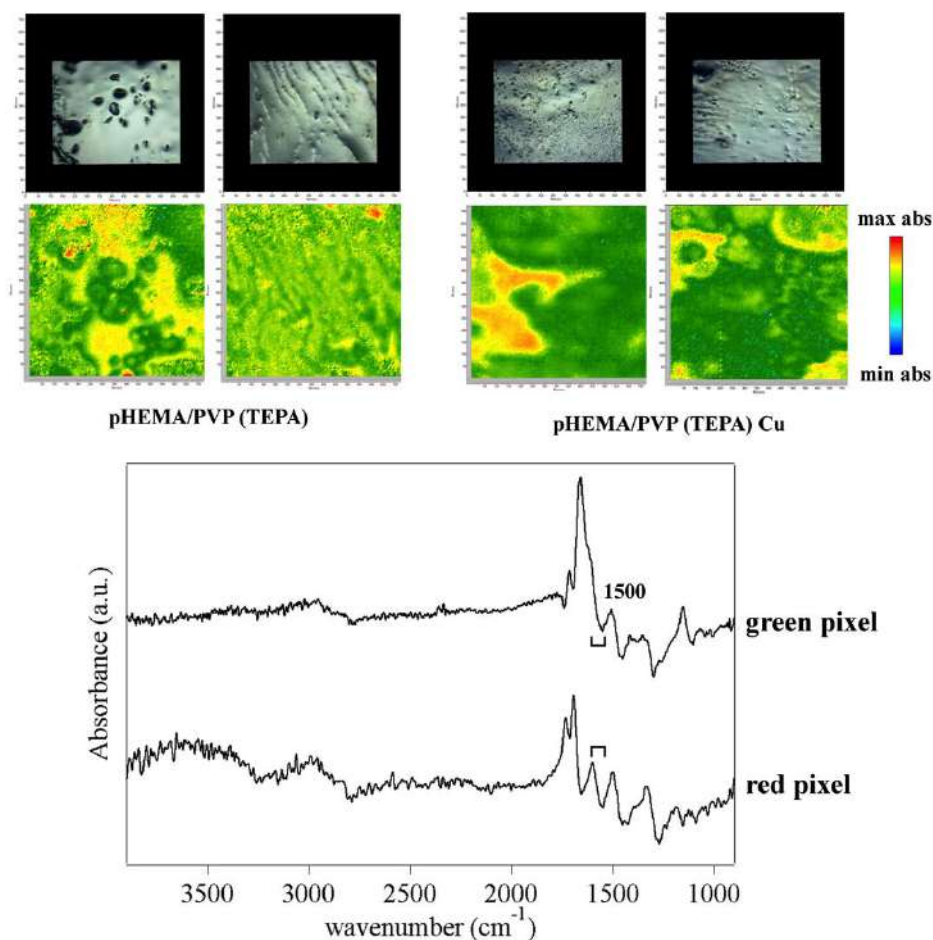 max abs
min abs
pHEMA/PVP (TEPA)
pHEMA/PVP (TEPA) Cu
1500
green pixel
red pixel
Absorbance (a.u.)
3500 3000 2500 2000 1500 1000
wavenumber (cm⁻¹)